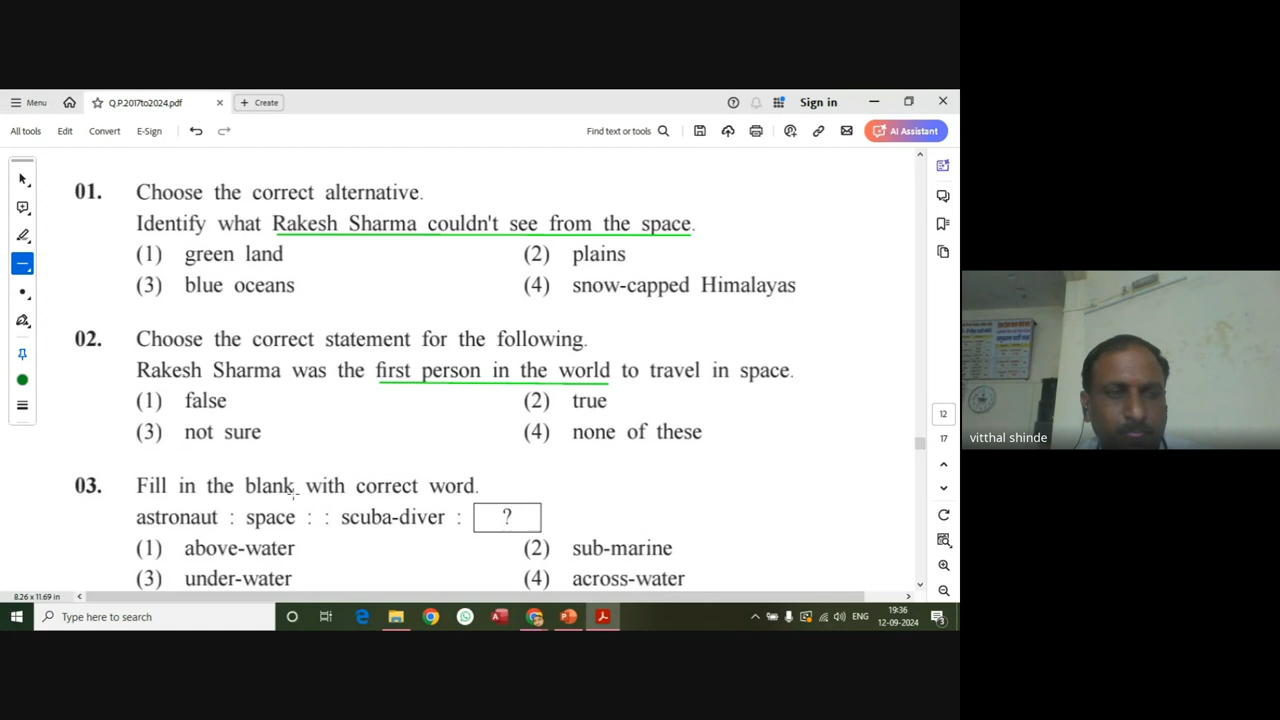 Menu
Q.P.2017to2024.pdf
Create
Sign in
All tools
Edit
Convert
E-Sign
Find text or tools
AI Assistant
01. Choose the correct alternative.
Identify what Rakesh Sharma couldn't see from the space.
(1) green land (2) plains
(3) blue oceans (4) snow-capped Himalayas
02. Choose the correct statement for the following.
Rakesh Sharma was the first person in the world to travel in space.
(1) false (2) true
(3) not sure (4) none of these
03. Fill in the blank with correct word.
astronaut : space : : scuba-diver : ?
(1) above-water (2) sub-marine
(3) under-water (4) across-water
12
17
8.26 x 11.69 in
Type here to search
ENG
19:36
12-09-2024
3
vitthal shinde